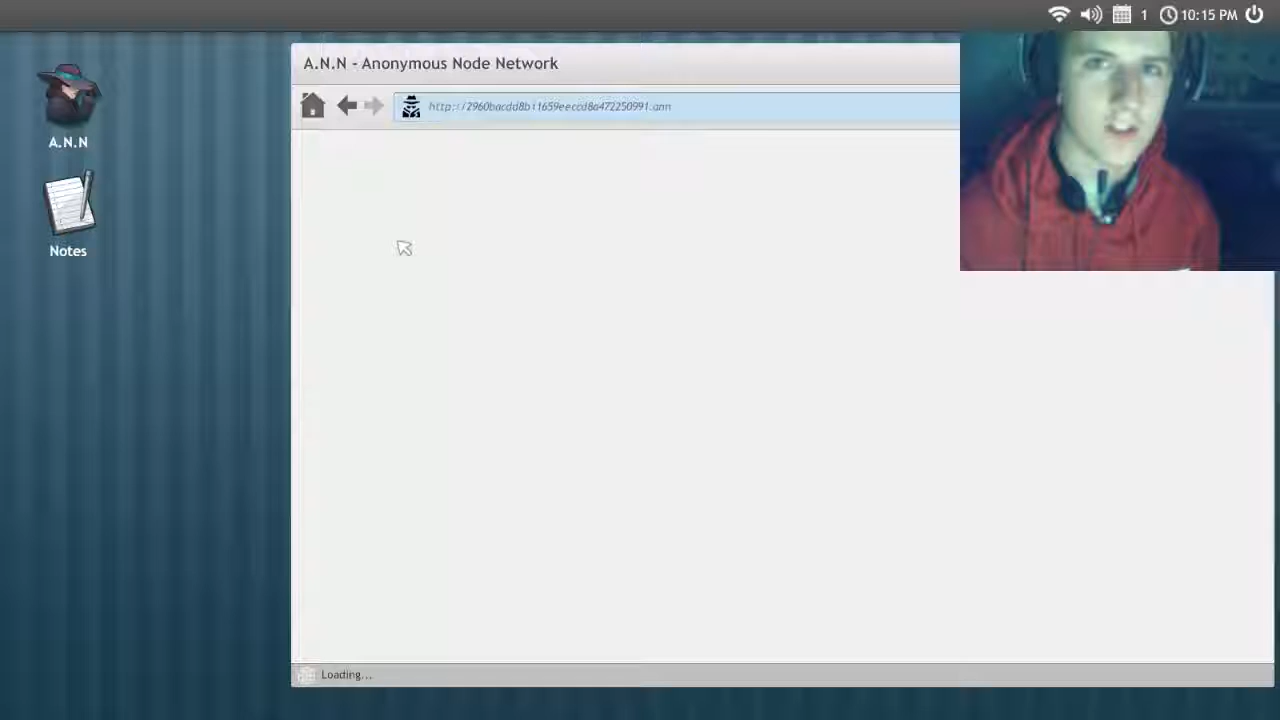 1 10:15 PM
A.N.N - Anonymous Node Network
A.N.N
Notes
Loading...